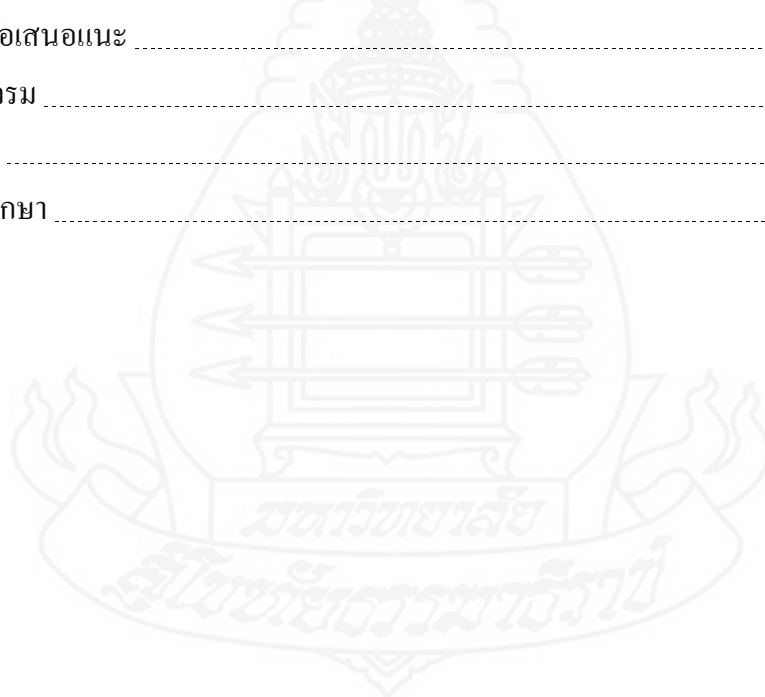 อเสนอแนะ
กรม
กษา
มหาวิทยาลัย
สุโขทัยธรรมาธิราช